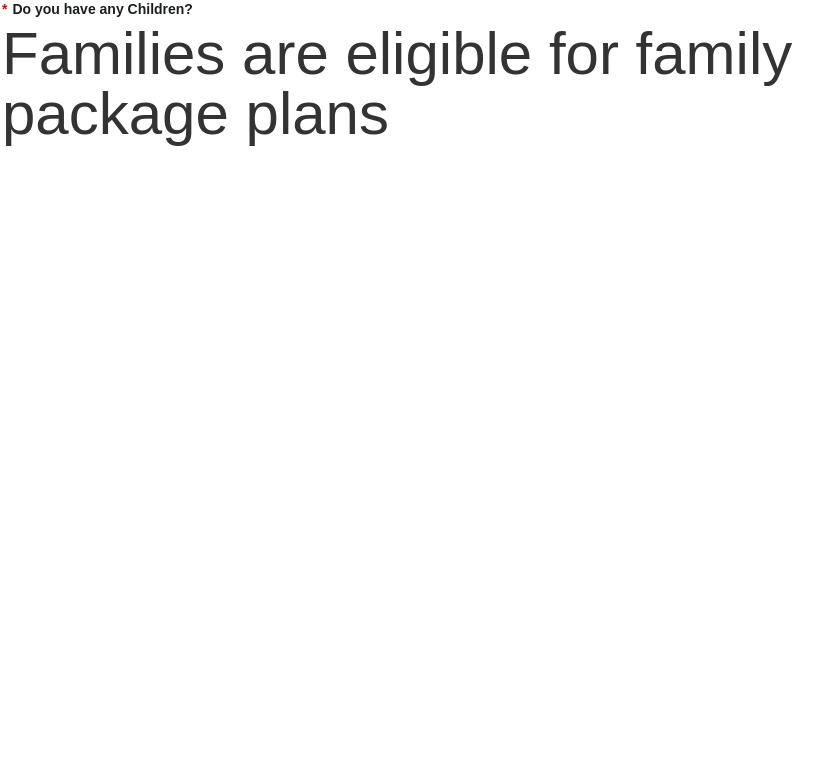 * Do you have any Children?
Families are eligible for family
package plans